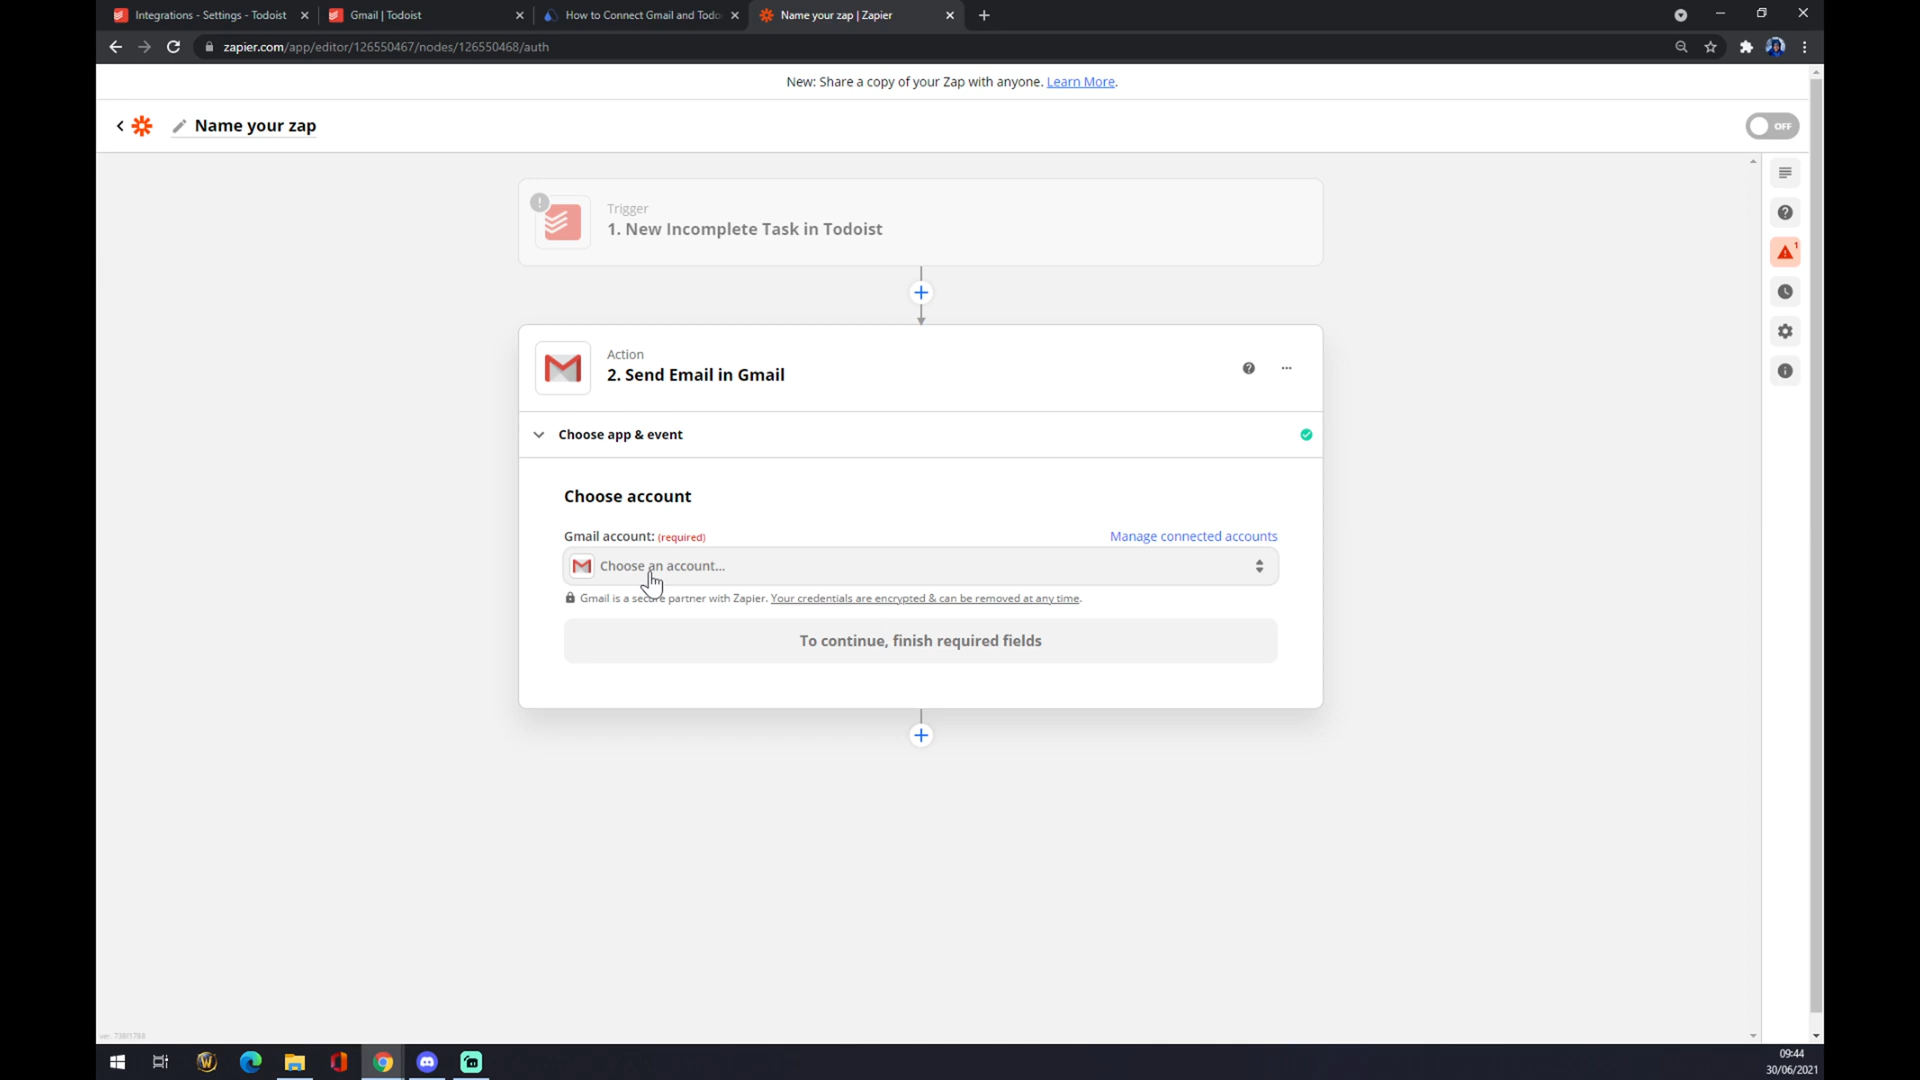 Integrations - Settings - Todoist
Gmail | Todoist
How to Connect Gmail and Todo
Name your zap | Zapier
zapier.com/app/editor/126550467/nodes/126550468/auth
New: Share a copy of your Zap with anyone. Learn More.
Name your zap
OFF
Trigger
1. New Incomplete Task in Todoist
1
Action
2. Send Email in Gmail
Choose app & event
Choose account
Gmail account: (required)
Manage connected accounts
Choose an account...
Gmail is a secure partner with Zapier. Your credentials are encrypted & can be removed at any time.
To continue, finish required fields
09:44
30/06/2021